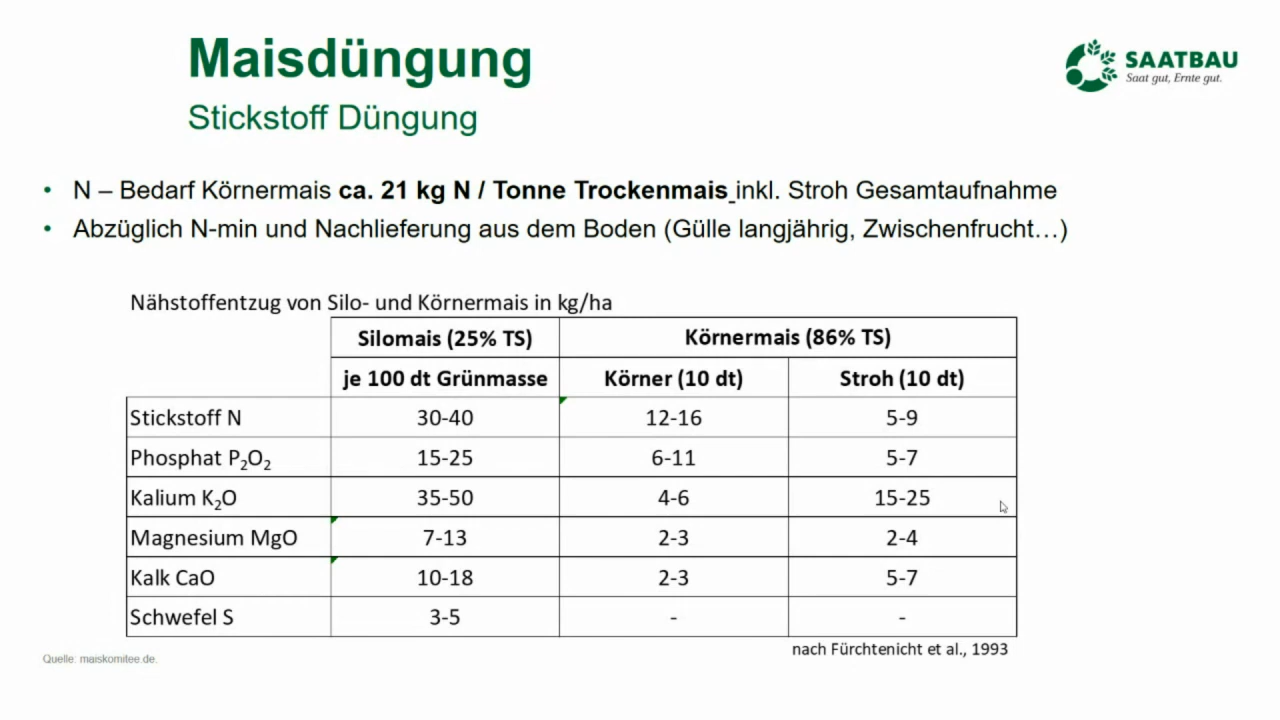 Maisdüngung
SAATBAU
Saat gut, Ernte gut.
Stickstoff Düngung
• N – Bedarf Körnermais ca. 21 kg N / Tonne Trockenmais inkl. Stroh Gesamtaufnahme
• Abzüglich N-min und Nachlieferung aus dem Boden (Gülle langjährig, Zwischenfrucht…)
Nähstoffentzug von Silo- und Körnermais in kg/ha
Silomais (25% TS) Körnermais (86% TS)
je 100 dt Grünmasse Körner (10 dt) Stroh (10 dt)
Stickstoff N 30-40 12-16 5-9
Phosphat P₂O₂ 15-25 6-11 5-7
Kalium K₂O 35-50 4-6 15-25
Magnesium MgO 7-13 2-3 2-4
Kalk CaO 10-18 2-3 5-7
Schwefel S 3-5 - -
nach Fürchtenicht et al., 1993
Quelle: maiskomitee.de.